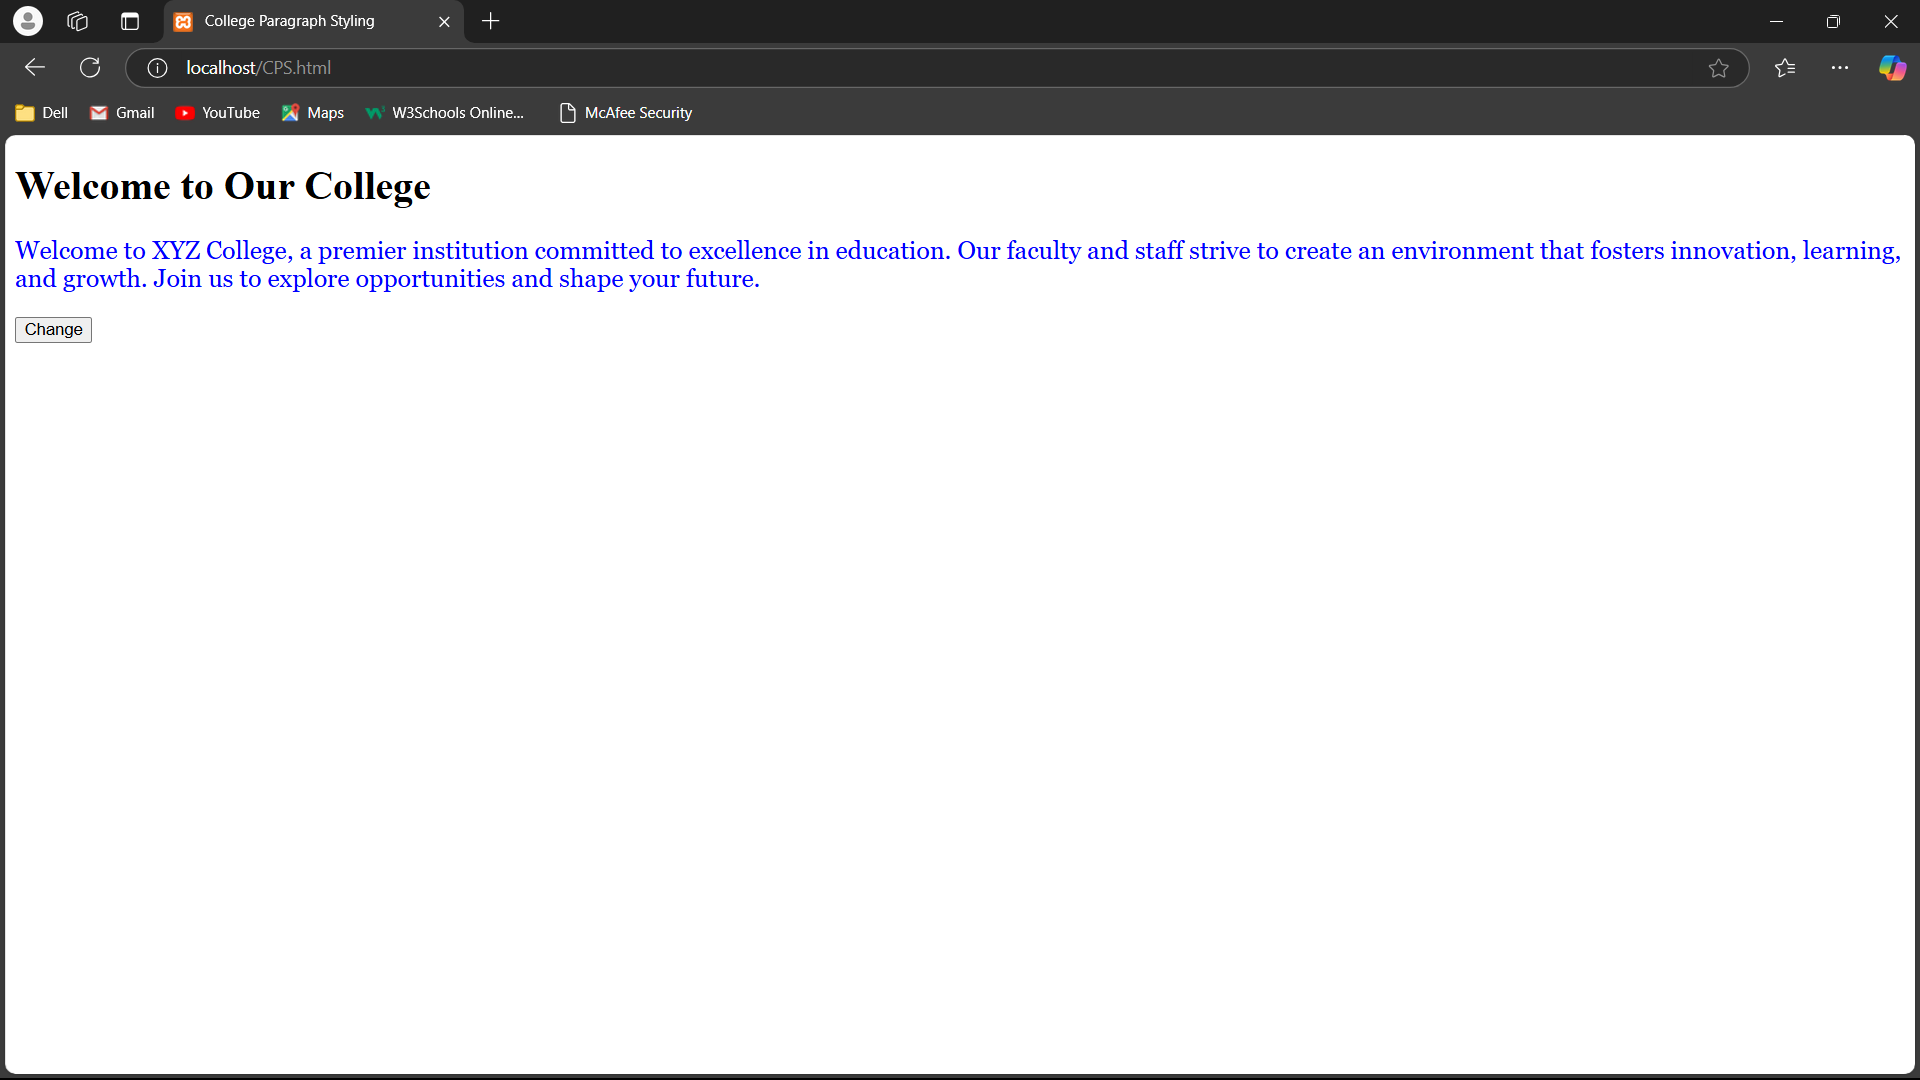 College Paragraph Styling
localhost/CPS.html
Dell Gmail YouTube Maps W3Schools Online... McAfee Security
Welcome to Our College
Welcome to XYZ College, a premier institution committed to excellence in education. Our faculty and staff strive to create an environment that fosters innovation, learning,
and growth. Join us to explore opportunities and shape your future.
Change